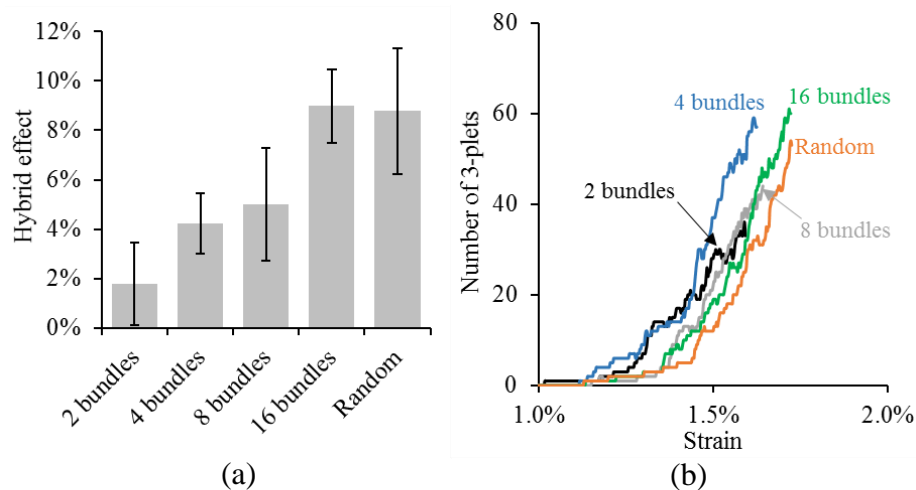 12%
10%
8%
6%
4%
2%
0%
Hybrid effect
2 bundles
4 bundles
8 bundles
16 bundles
Random
(a)
(b)
80
60
40
20
0
Number of 3-plets
4 bundles
16 bundles
Random
2 bundles
8 bundles
1.0%
1.5%
2.0%
Strain